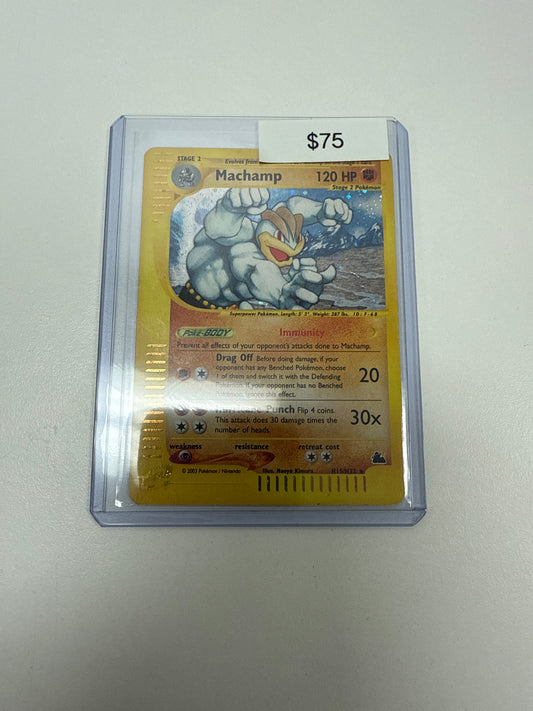 $75
STAGE 2
Evolves from
Machamp 120 HP
Stage 2 Pokémon
Superpower Pokémon. Length: 5' 3", Weight: 287 lbs. ID: F-68
POKé-BODY Immunity
Prevent all effects of your opponent's attacks done to Machamp.
Drag Off Before doing damage, if your
opponent has any Benched Pokémon, choose
1 of them and switch it with the Defending
Pokémon. If your opponent has no Benched
Pokémon, ignore this effect.
20
Hurricane Punch Flip 4 coins.
This attack does 30 damage times the
number of heads.
30x
weakness resistance retreat cost
© 2003 Pokémon / Nintendo Illus. Naoyo Kimura